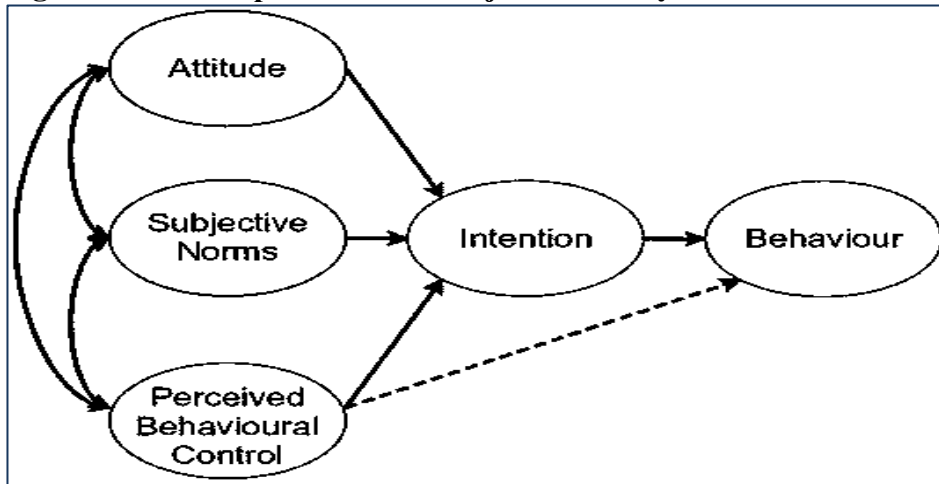 Attitude
Subjective
Norms
Intention
Behaviour
Perceived
Behavioural
Control